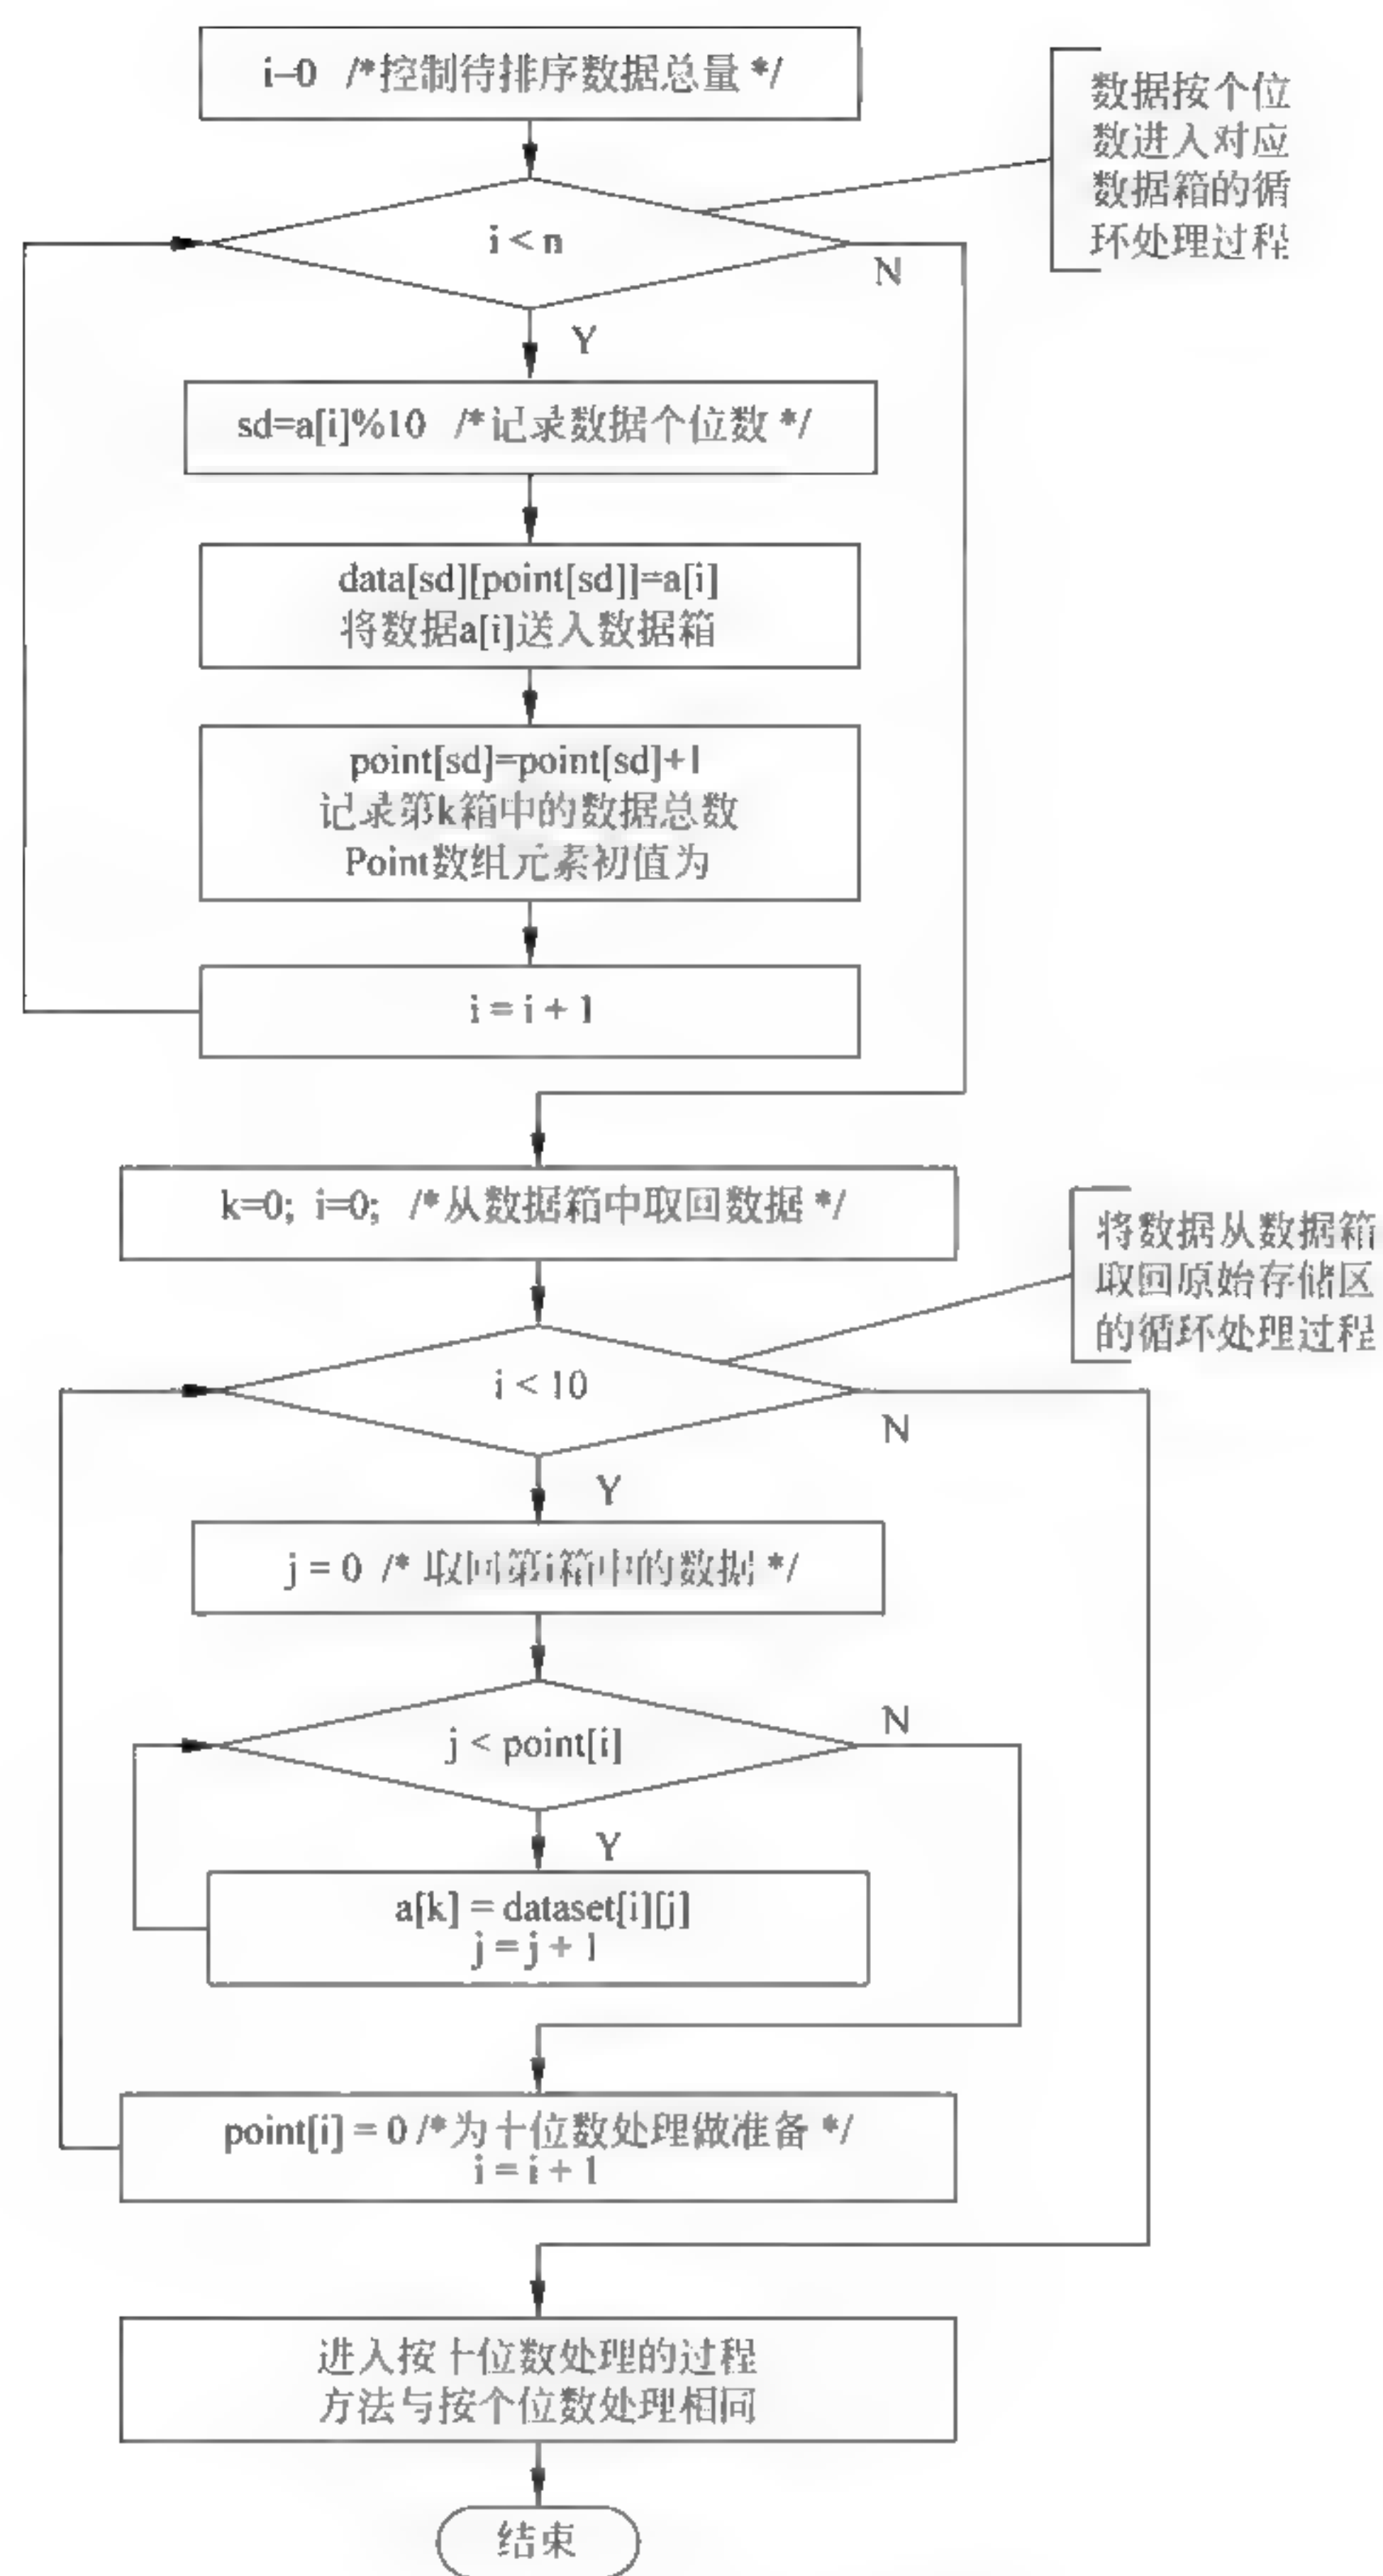 i=0 /*控制待排序数据总量 */
数据按个位
数进入对应
数据箱的循
环处理过程
i < n
N
Y
sd=a[i]%10 /*记录数据个位数 */
data[sd][point[sd]]=a[i]
将数据a[i]送入数据箱
point[sd]=point[sd]+1
记录第k箱中的数据总数
Point数组元素初值为
i = i + 1
k=0; i=0; /*从数据箱中取回数据 */
将数据从数据箱
取回原始存储区
的循环处理过程
i < 10
N
Y
j = 0 /* 取回第i箱中的数据 */
N
j < point[i]
Y
a[k] = dataset[i][j]
j = j + 1
point[i] = 0 /*为十位数处理做准备 */
i = i + 1
进入按十位数处理的过程
方法与按个位数处理相同
结束